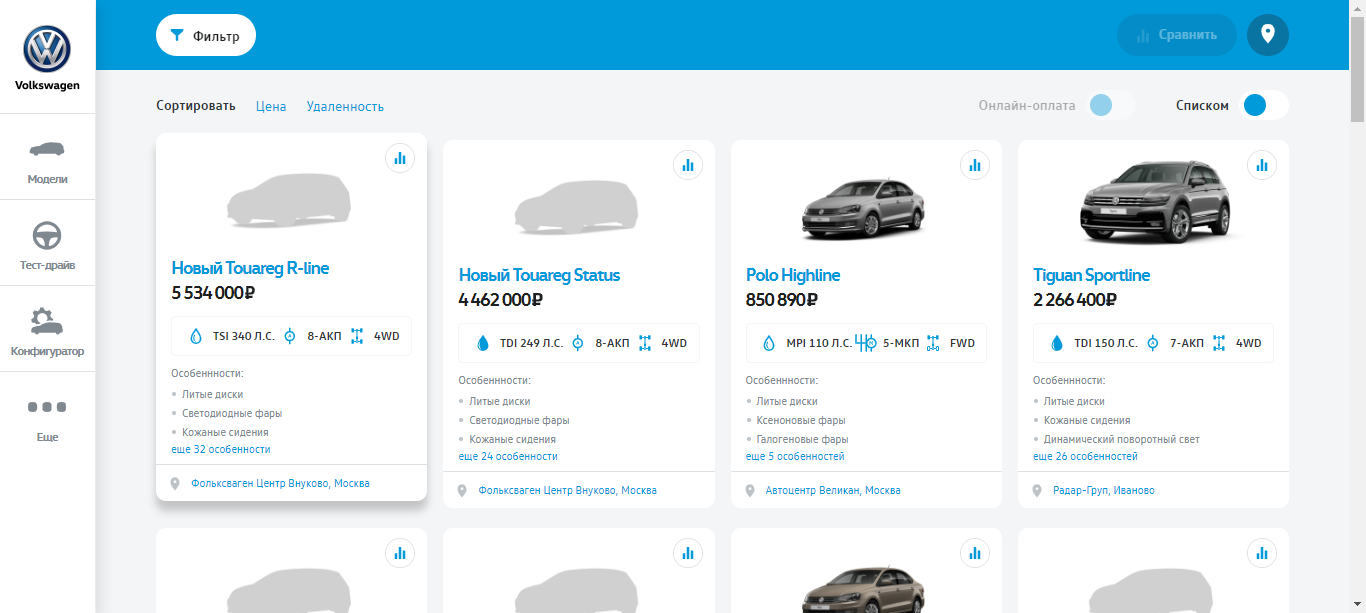 Volkswagen
Модели
Тест-драйв
Конфигуратор
Еще
Фильтр
Сравнить
Сортировать Цена Удаленность
Онлайн-оплата Списком
Новый Touareg R-line
5 534 000₽
TSI 340 Л.С. 8-АКП 4WD
Особеннности:
Литые диски
Светодиодные фары
Кожаные сидения
еще 32 особенности
Фольксваген Центр Внуково, Москва
Новый Touareg Status
4 462 000₽
TDI 249 Л.С. 8-АКП 4WD
Особеннности:
Литые диски
Светодиодные фары
Кожаные сидения
еще 24 особенности
Фольксваген Центр Внуково, Москва
Polo Highline
850 890₽
MPI 110 Л.С. 5-МКП FWD
Особеннности:
Литые диски
Ксеноновые фары
Галогеновые фары
еще 5 особенностей
Автоцентр Великан, Москва
Tiguan Sportline
2 266 400₽
TDI 150 Л.С. 7-АКП 4WD
Особеннности:
Литые диски
Кожаные сидения
Динамический поворотный свет
еще 26 особенностей
Радар-Груп, Иваново